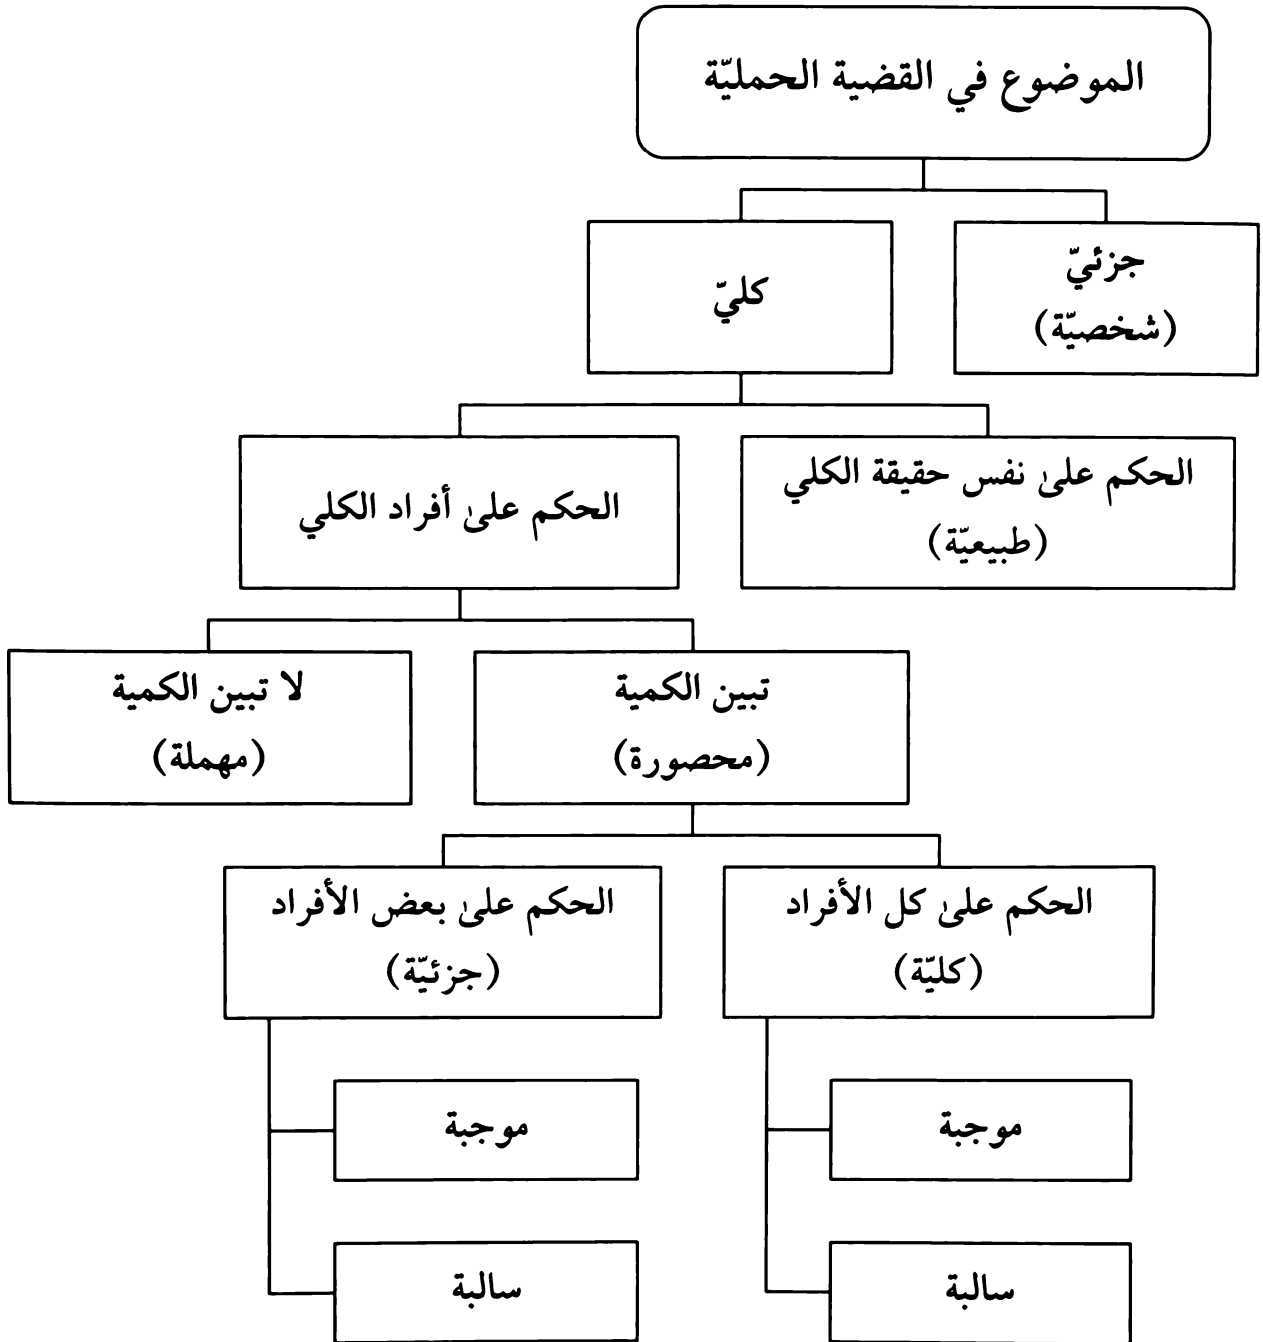 الموضوع في القضية الحمليّة
جزئيّ
(شخصيّة)
كليّ
الحكم علىٰ نفس حقيقة الكلي
(طبيعيّة)
الحكم علىٰ أفراد الكلي
تبين الكمية
(محصورة)
لا تبين الكمية
(مهملة)
الحكم علىٰ كل الأفراد
(كليّة)
الحكم علىٰ بعض الأفراد
(جزئيّة)
موجبة
موجبة
سالبة
سالبة